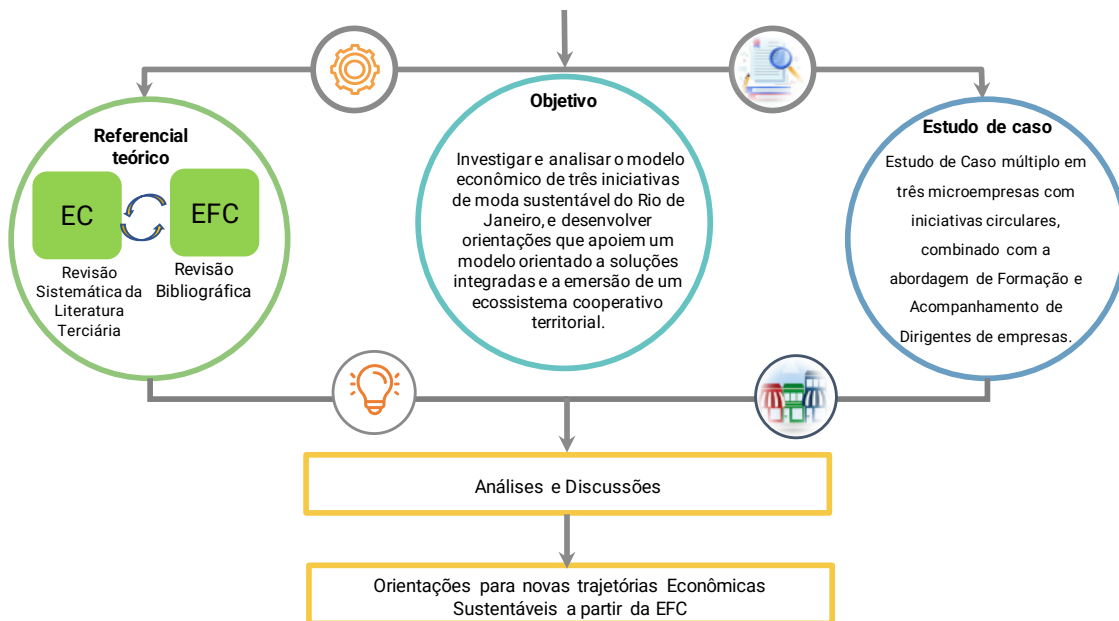 Referencial
teórico
EC
EFC
Revisão
Sistemática da
Literatura
Terciária
Revisão
Bibliográfica
Objetivo
Investigar e analisar o modelo
econômico de três iniciativas
de moda sustentável do Rio de
Janeiro, e desenvolver
orientações que apoiem um
modelo orientado a soluções
integradas e a emersão de um
ecossistema cooperativo
territorial.
Estudo de caso
Estudo de Caso múltiplo em
três microempresas com
iniciativas circulares,
combinado com a
abordagem de Formação e
Acompanhamento de
Dirigentes de empresas.
Análises e Discussões
Orientações para novas trajetórias Econômicas
Sustentáveis a partir da EFC